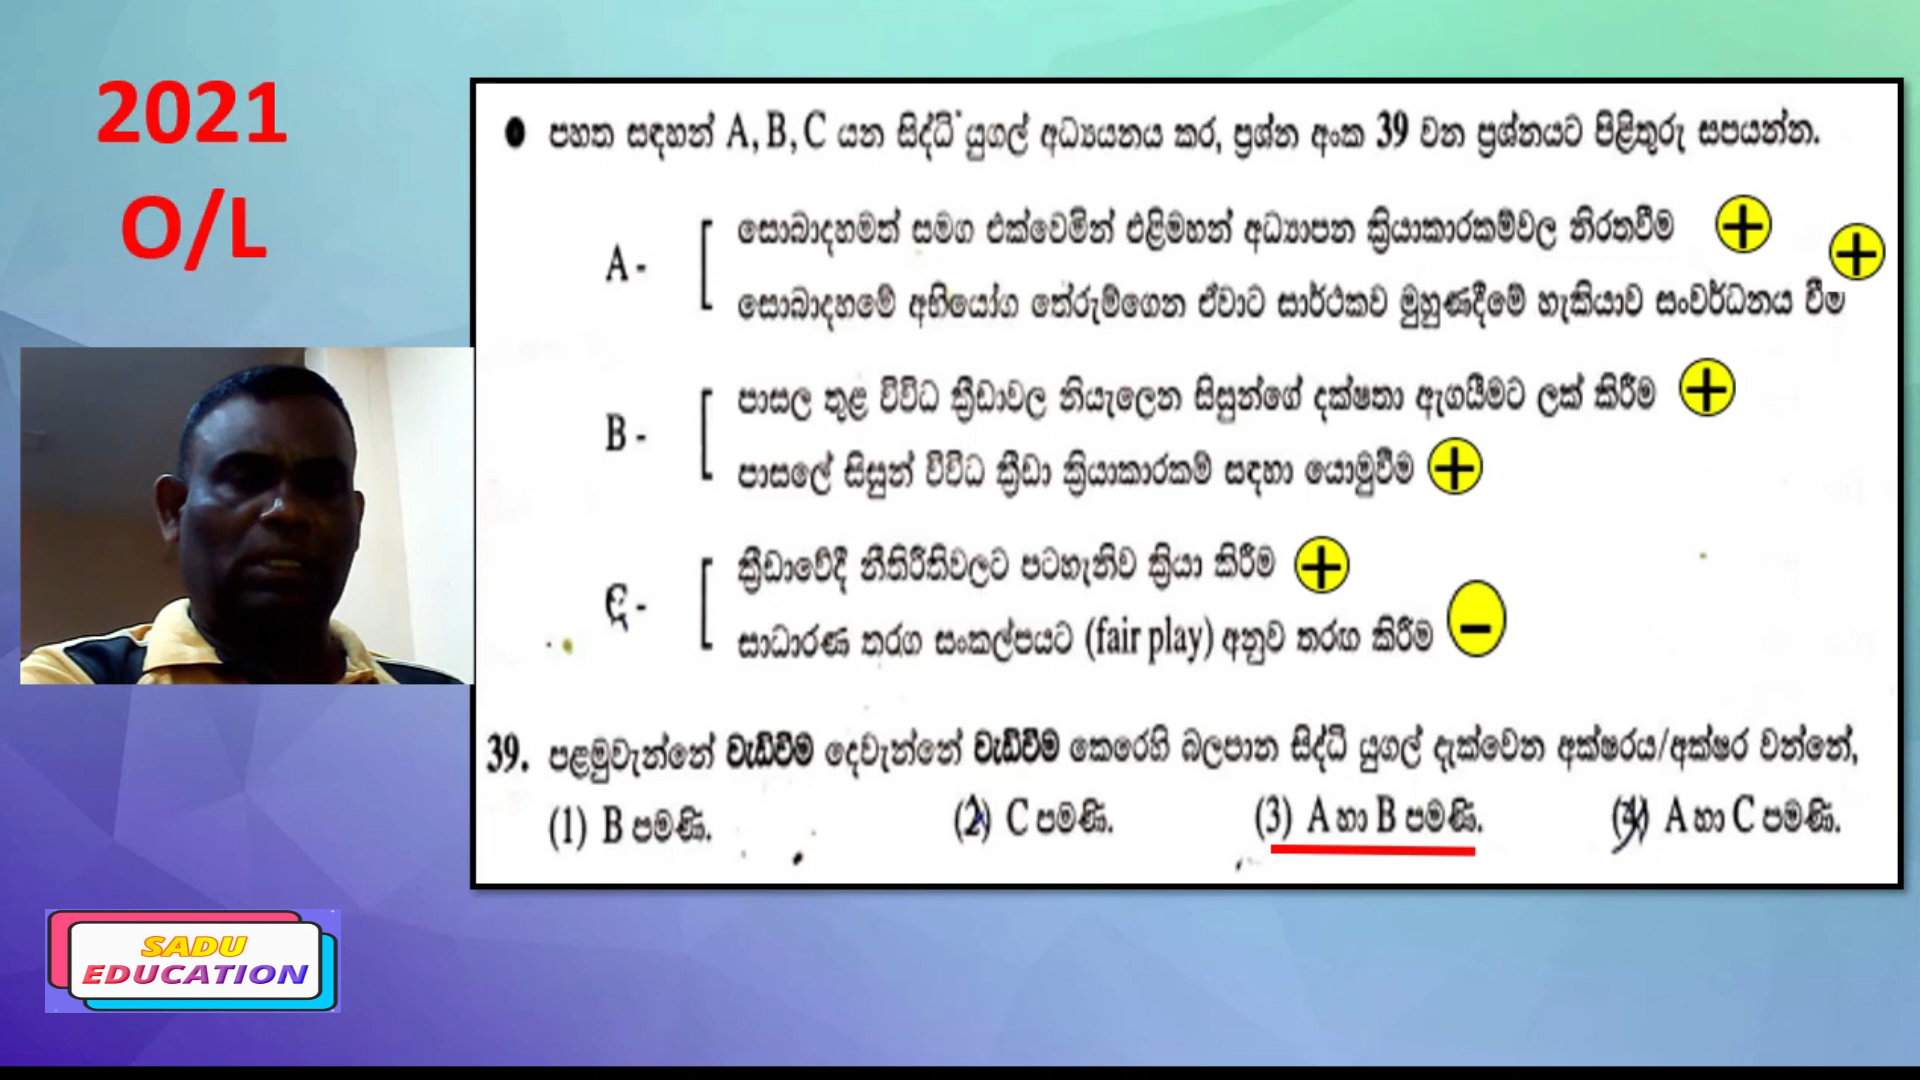 2021
O/L
● පහත සඳහන් A, B, C යන සිද්ධි යුගල් අධ්‍යයනය කර, ප්‍රශ්න අංක 39 වන ප්‍රශ්නයට පිළිතුරු සපයන්න.
A - [ සොබාදහමත් සමග එක්වෙමින් එළිමහන් අධ්‍යාපන ක්‍රියාකාරකම්වල නිරතවීම +
සොබාදහමේ අභියෝග තේරුම්ගෙන ඒවාට සාර්ථකව මුහුණදීමේ හැකියාව සංවර්ධනය වීම +
B - [ පාසල තුළ විවිධ ක්‍රීඩාවල නියැලෙන සිසුන්ගේ දක්ෂතා ඇගයීමට ලක් කිරීම +
පාසලේ සිසුන් විවිධ ක්‍රීඩා ක්‍රියාකාරකම් සඳහා යොමුවීම +
C - [ ක්‍රීඩාවේදී නීතිරීතිවලට පටහැනිව ක්‍රියා කිරීම +
සාධාරණ තරග සංකල්පයට (fair play) අනුව තරඟ කිරීම −
39. පළමුවැන්නේ වැඩිවීම දෙවැන්නේ වැඩිවීම කෙරෙහි බලපාන සිද්ධි යුගල් දැක්වෙන අක්ෂරය/අක්ෂර වන්නේ,
(1) B පමණි. (2) C පමණි. (3) A හා B පමණි. (4) A හා C පමණි.
SADU
EDUCATION